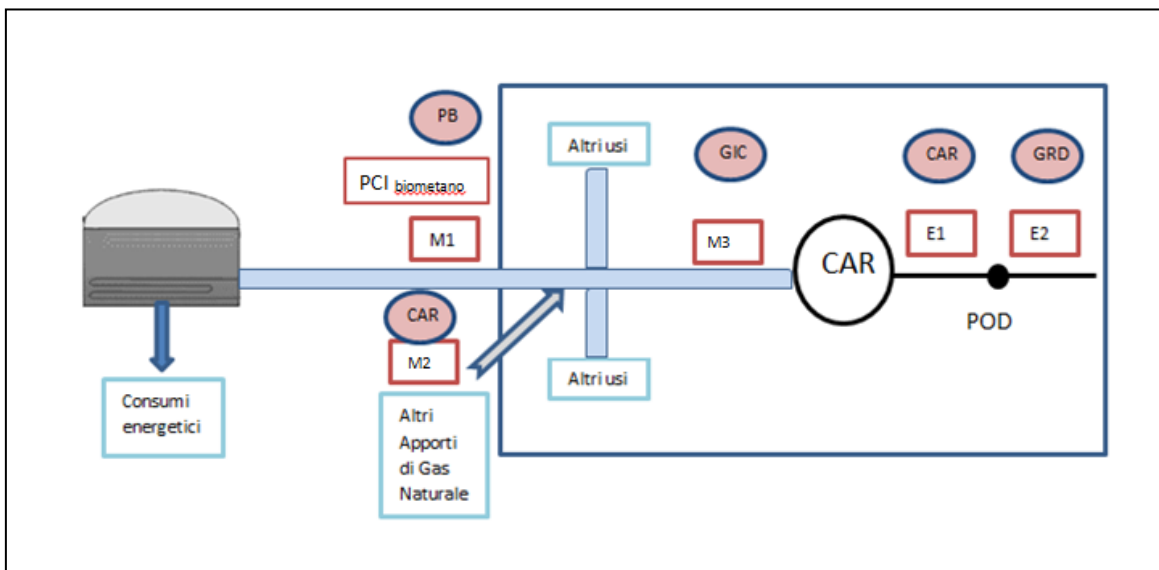 PB
PCI biometano
M1
CAR
M2
Altri
Apporti
di Gas
Naturale
Consumi
energetici
Altri usi
Altri usi
GIC
M3
CAR
CAR
E1
GRD
E2
POD